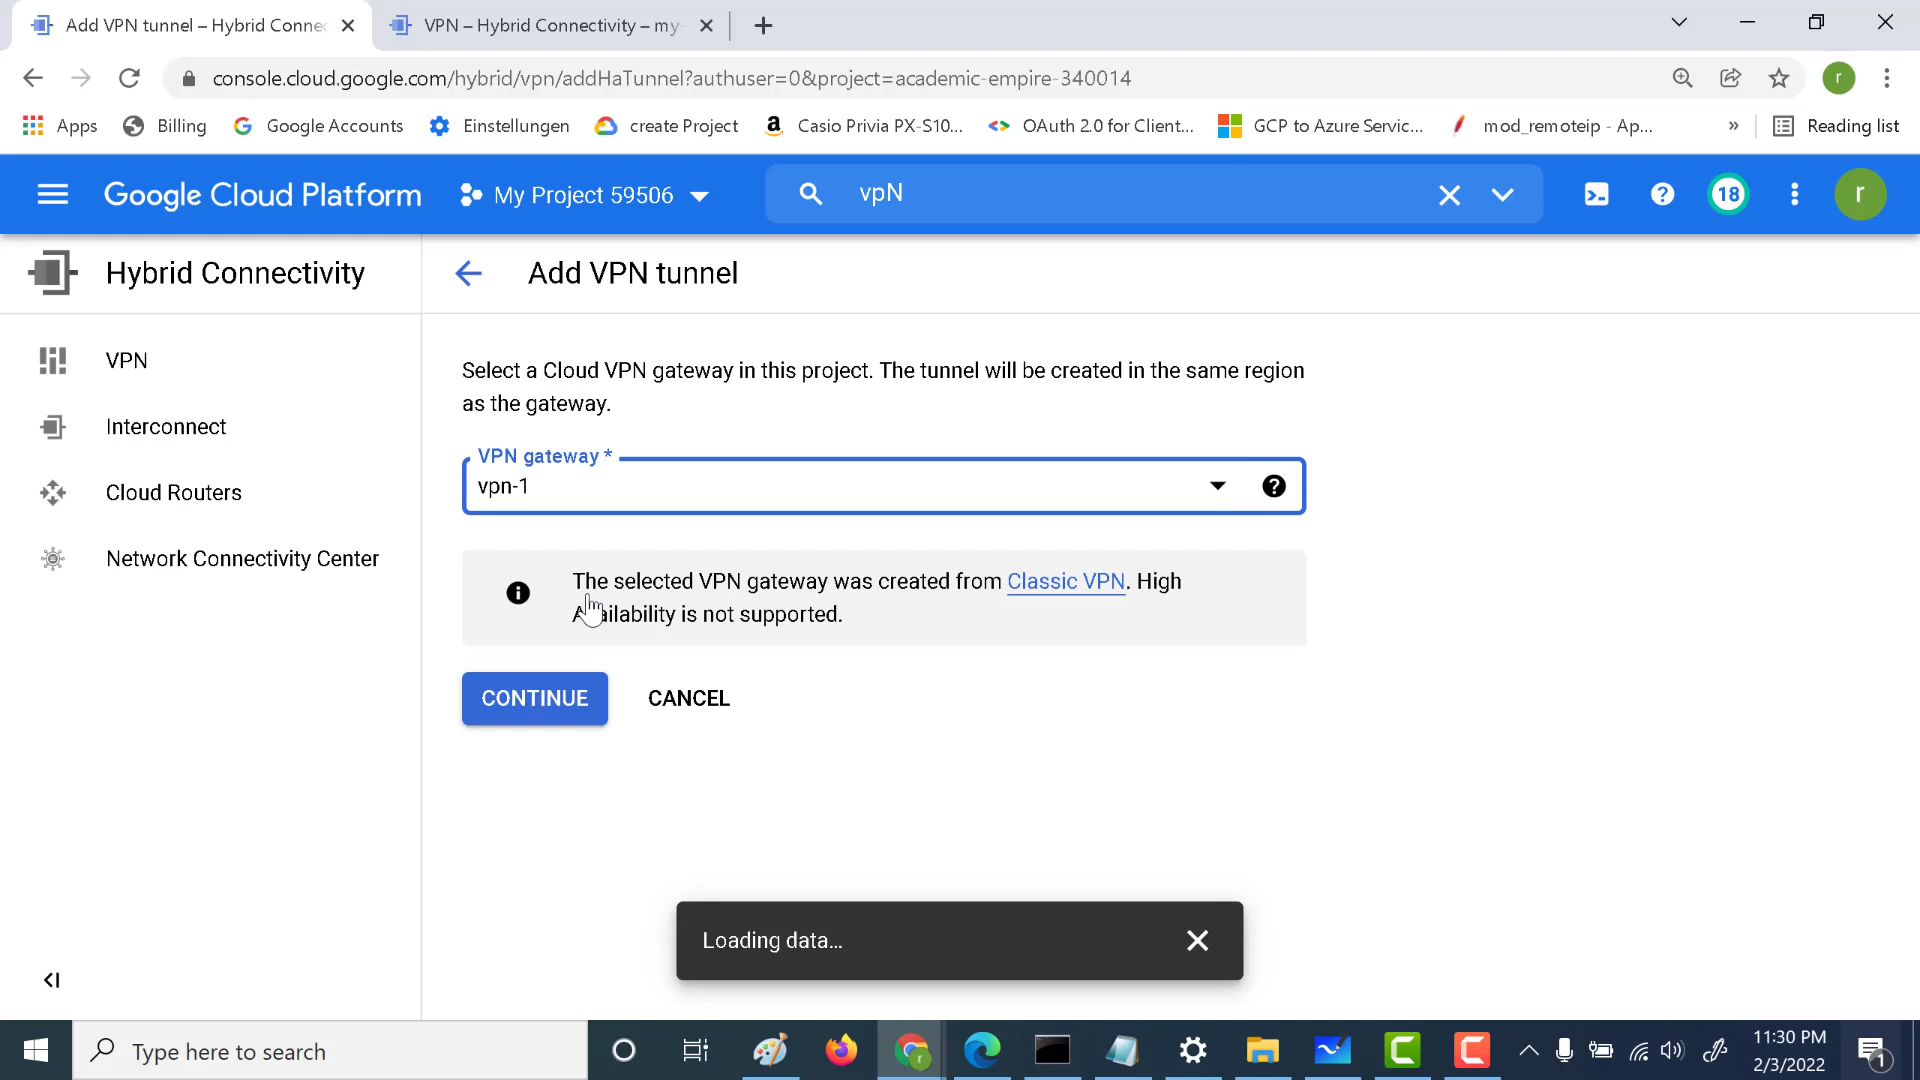 Add VPN tunnel – Hybrid Connec
VPN – Hybrid Connectivity – my
console.cloud.google.com/hybrid/vpn/addHaTunnel?authuser=0&project=academic-empire-340014
r
Apps
Billing
Google Accounts
Einstellungen
create Project
Casio Privia PX-S10...
OAuth 2.0 for Client...
GCP to Azure Servic...
mod_remoteip - Ap...
»
Reading list
Google Cloud Platform
My Project 59506
vpN
18
r
Hybrid Connectivity
Add VPN tunnel
VPN
Interconnect
Cloud Routers
Network Connectivity Center
Select a Cloud VPN gateway in this project. The tunnel will be created in the same region
as the gateway.
VPN gateway *
vpn-1
The selected VPN gateway was created from Classic VPN. High
Availability is not supported.
CONTINUE
CANCEL
Loading data...
Type here to search
11:30 PM
2/3/2022
1